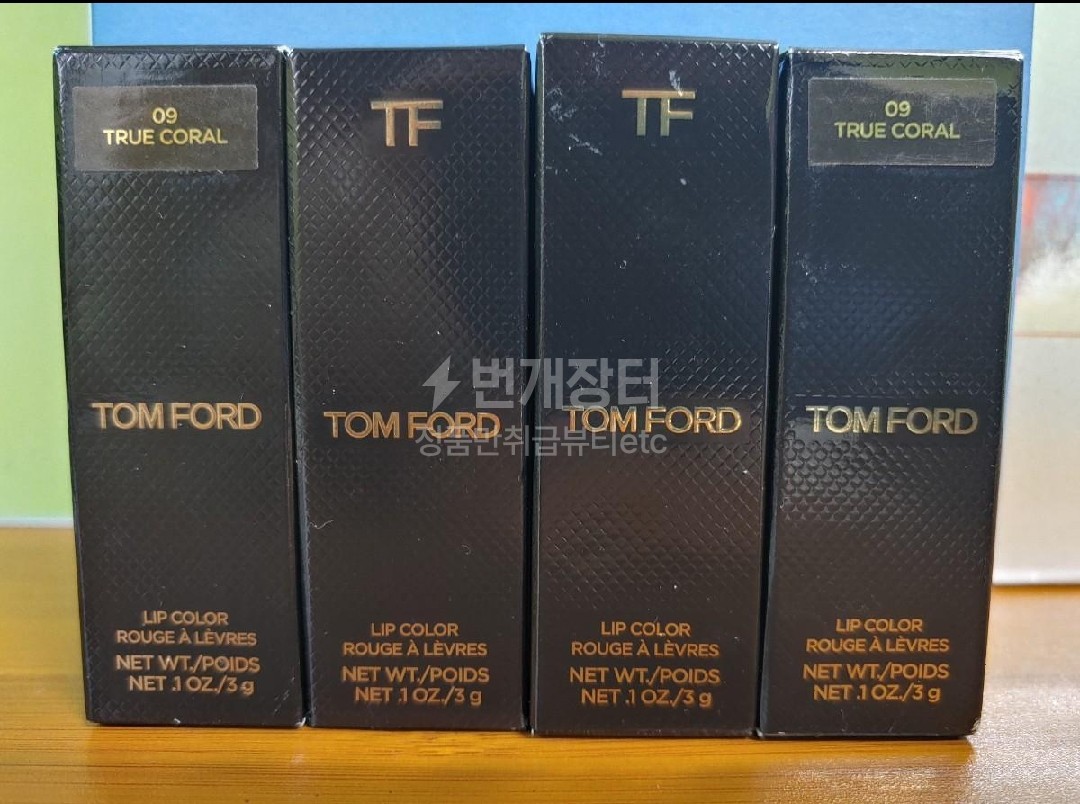 09
TRUE CORAL
TOM FORD
LIP COLOR
ROUGE À LÈVRES
NET WT./POIDS
NET .1 OZ./3 g
TF
TOM FORD
LIP COLOR
ROUGE À LÈVRES
NET WT./POIDS
NET .1 OZ./3 g
TF
TOM FORD
LIP COLOR
ROUGE À LÈVRES
NET WT./POIDS
NET .1 OZ./3 g
09
TRUE CORAL
TOM FORD
LIP COLOR
ROUGE À LÈVRES
NET WT./POIDS
NET .1 OZ./3 g
번개장터
정품만취급뷰티etc